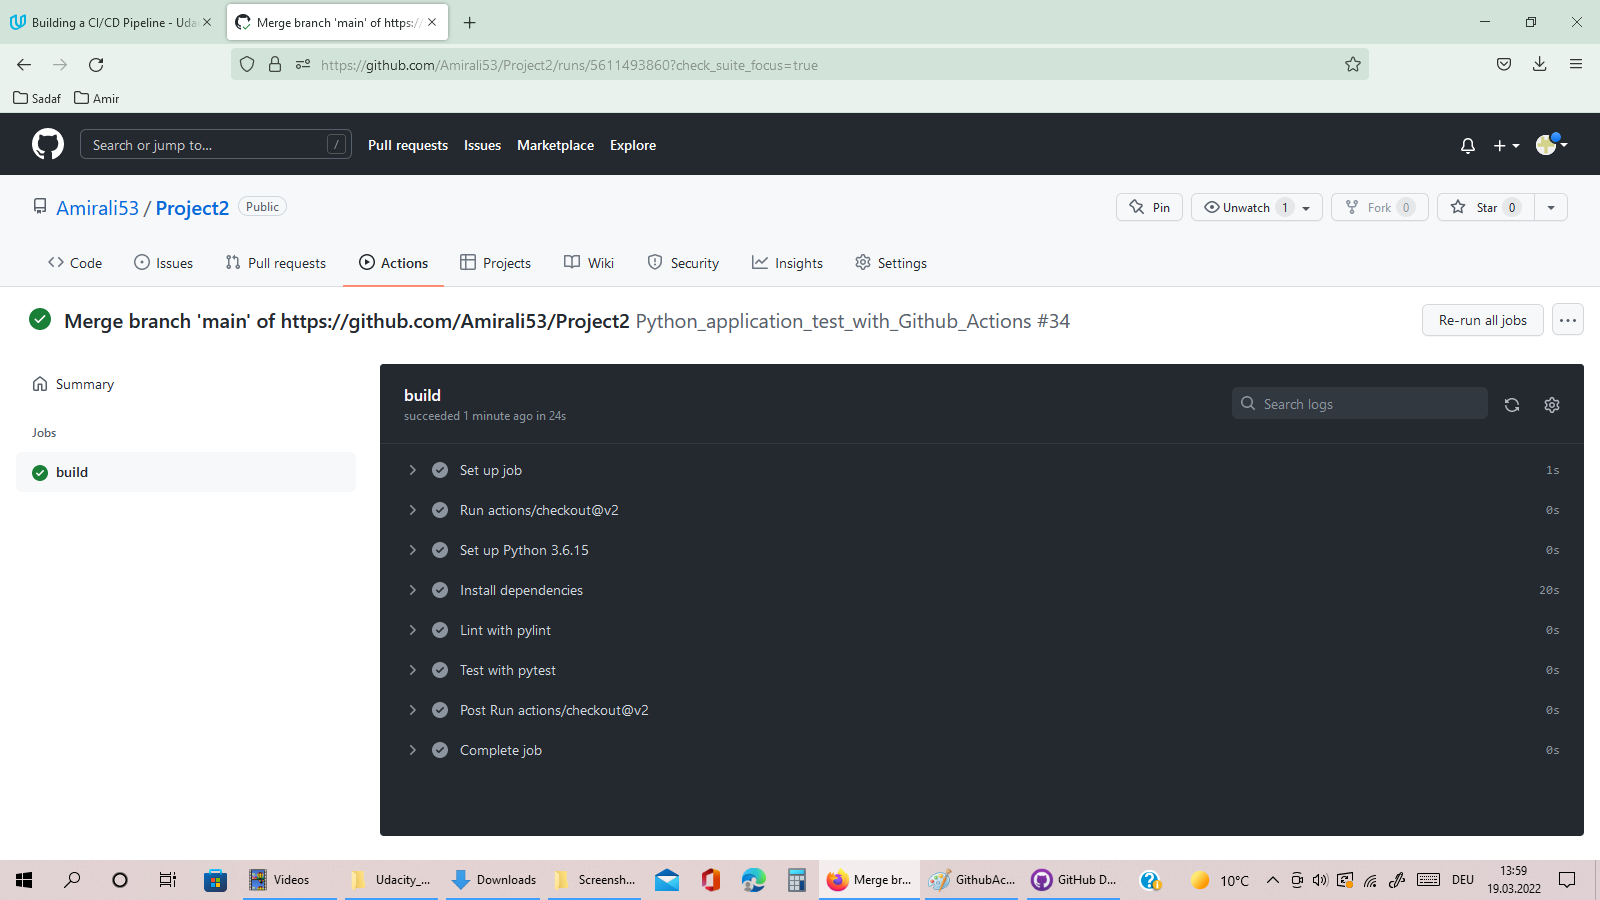 Building a CI/CD Pipeline - Uda
Merge branch 'main' of https://
https://github.com/Amirali53/Project2/runs/5611493860?check_suite_focus=true
Sadaf Amir
Search or jump to... / Pull requests Issues Marketplace Explore
Amirali53 / Project2 Public Pin Unwatch 1 Fork 0 Star 0
Code Issues Pull requests Actions Projects Wiki Security Insights Settings
Merge branch 'main' of https://github.com/Amirali53/Project2 Python_application_test_with_Github_Actions #34 Re-run all jobs
Summary
Jobs
build
build
succeeded 1 minute ago in 24s
Search logs
Set up job 1s
Run actions/checkout@v2 0s
Set up Python 3.6.15 0s
Install dependencies 20s
Lint with pylint 0s
Test with pytest 0s
Post Run actions/checkout@v2 0s
Complete job 0s
Videos Udacity_... Downloads Screensh... Merge br... GithubAc... GitHub D... 10°C DEU 13:59
19.03.2022